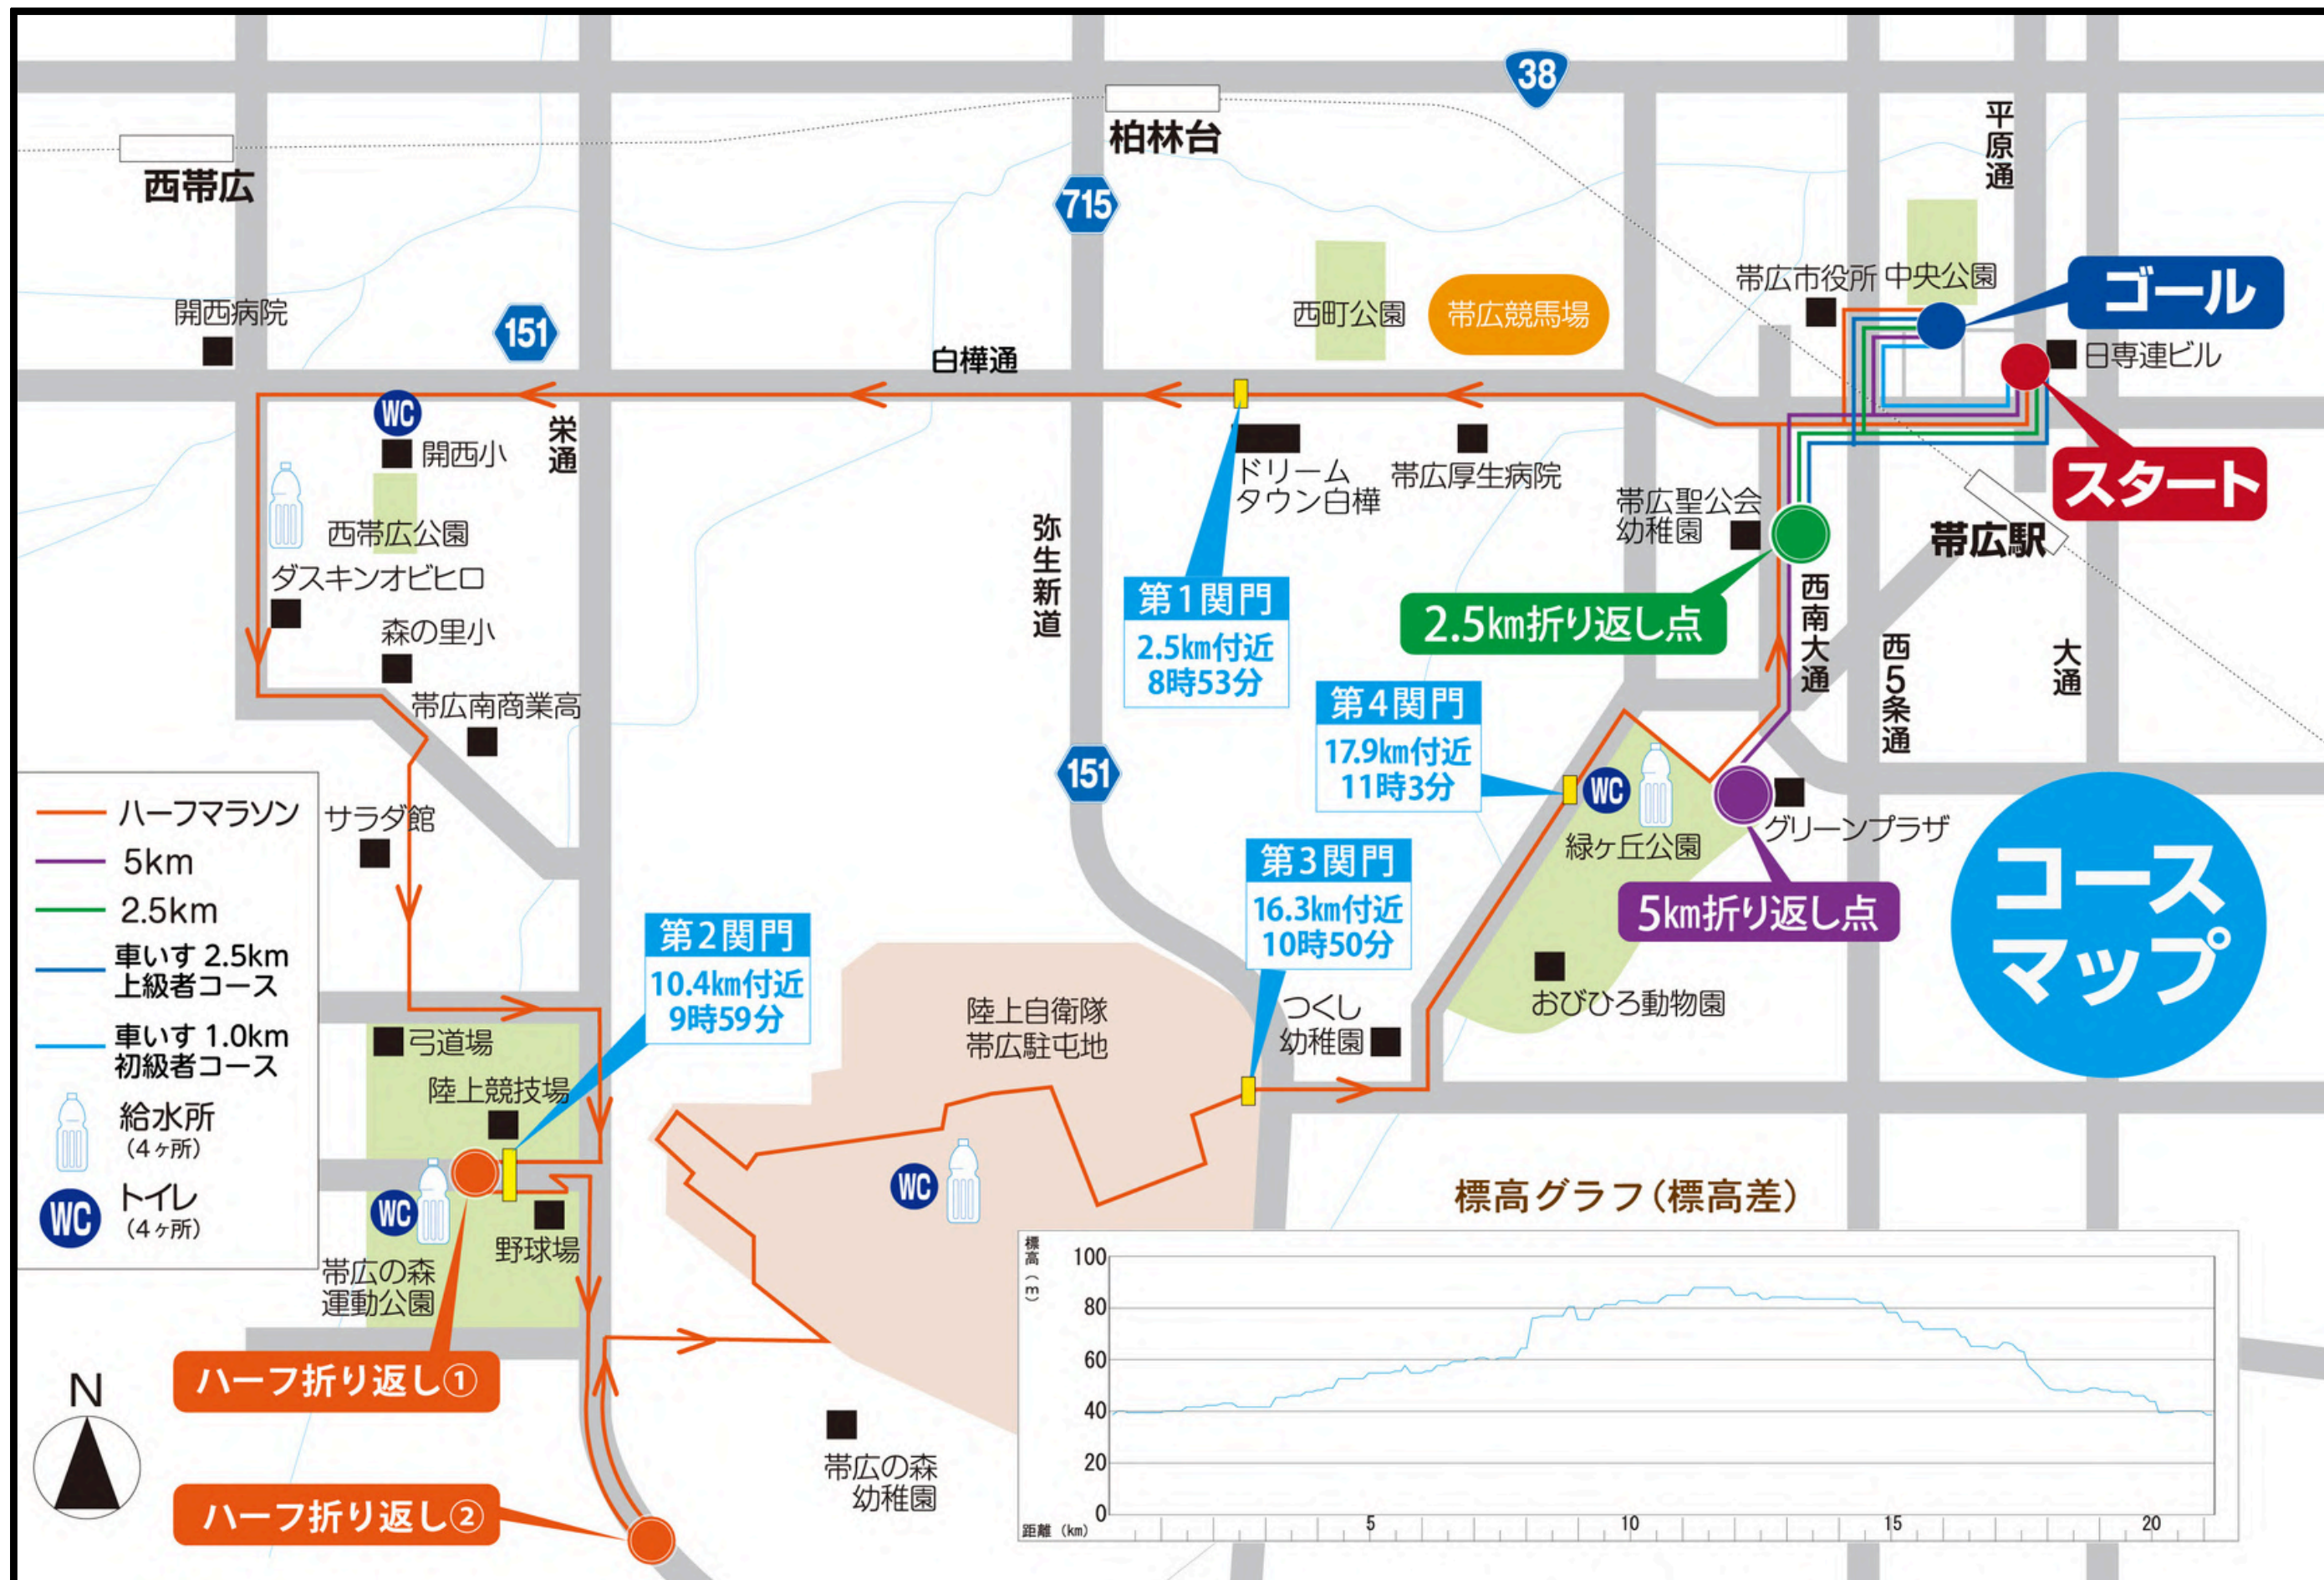 38
平原通
柏林台
西帯広
715
帯広市役所
中央公園
ゴール
開西病院
151
西町公園
帯広競馬場
日専連ビル
白樺通
WC
開西小
栄通
ドリーム
タウン白樺
帯広厚生病院
スタート
帯広聖公会
幼稚園
帯広駅
西帯広公園
ダスキンオビヒロ
弥生新道
第1関門
2.5km付近
8時53分
2.5km折り返し点
西南大通
西5条通
大通
森の里小
帯広南商業高
第4関門
17.9km付近
11時3分
151
WC
緑ヶ丘公園
グリーンプラザ
5km折り返し点
コース
マップ
ハーフマラソン
5km
2.5km
車いす 2.5km
上級者コース
車いす 1.0km
初級者コース
給水所
(4ヶ所)
WC
トイレ
(4ヶ所)
サラダ館
第2関門
10.4km付近
9時59分
第3関門
16.3km付近
10時50分
陸上自衛隊
帯広駐屯地
つくし
幼稚園
おびひろ動物園
弓道場
陸上競技場
WC
野球場
帯広の森
運動公園
WC
ハーフ折り返し①
ハーフ折り返し②
N
帯広の森
幼稚園
標高グラフ(標高差)
標高(m)
100
80
60
40
20
0
距離 (km)
5
10
15
20